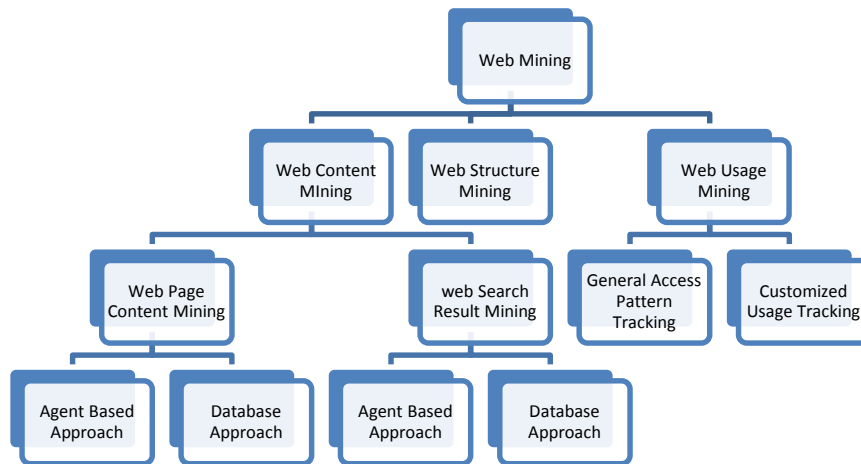 Web Mining
Web Content
MIning
Web Structure
Mining
Web Usage
Mining
Web Page
Content Mining
web Search
Result Mining
General Access
Pattern
Tracking
Customized
Usage Tracking
Agent Based
Approach
Database
Approach
Agent Based
Approach
Database
Approach